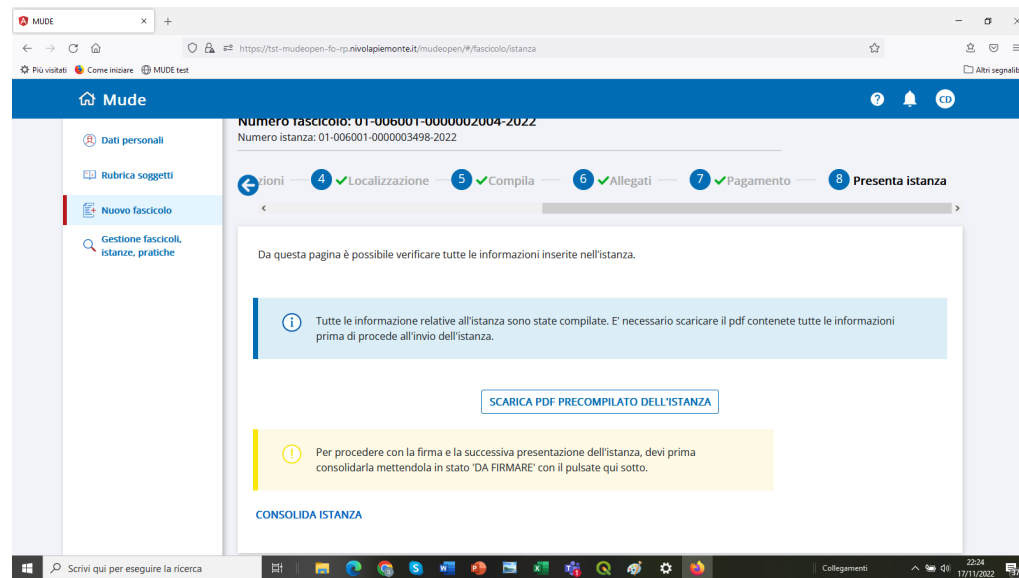 MUDE
https://tst-mudeopen-fo-rp.nivolapiemonte.it/mudeopen/#/fascicolo/istanza
Più visitati Come iniziare MUDE test Altri segnalib
Mude ? CD
Numero fascicolo: 01-006001-0000002004-2022
Numero istanza: 01-006001-0000003498-2022
Dati personali
Rubrica soggetti
Nuovo fascicolo
Gestione fascicoli,
istanze, pratiche
zioni 4 Localizzazione 5 Compila 6 Allegati 7 Pagamento 8 Presenta istanza
Da questa pagina è possibile verificare tutte le informazioni inserite nell'istanza.
Tutte le informazione relative all'istanza sono state compilate. E' necessario scaricare il pdf contenete tutte le informazioni
prima di procede all'invio dell'istanza.
SCARICA PDF PRECOMPILATO DELL'ISTANZA
Per procedere con la firma e la successiva presentazione dell'istanza, devi prima
consolidarla mettendola in stato 'DA FIRMARE' con il pulsate qui sotto.
CONSOLIDA ISTANZA
Scrivi qui per eseguire la ricerca
Collegamenti
22:24
17/11/2022